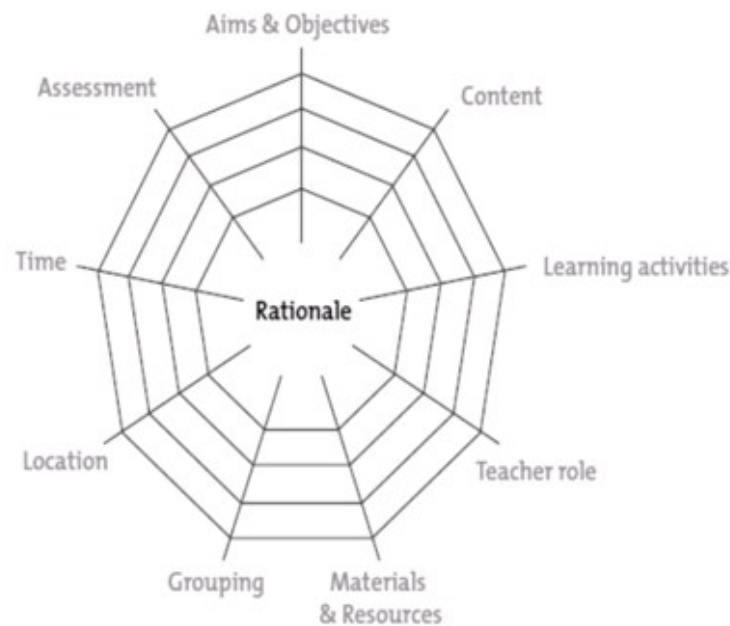 Aims & Objectives
Assessment
Content
Time
Learning activities
Rationale
Location
Teacher role
Grouping
Materials
& Resources